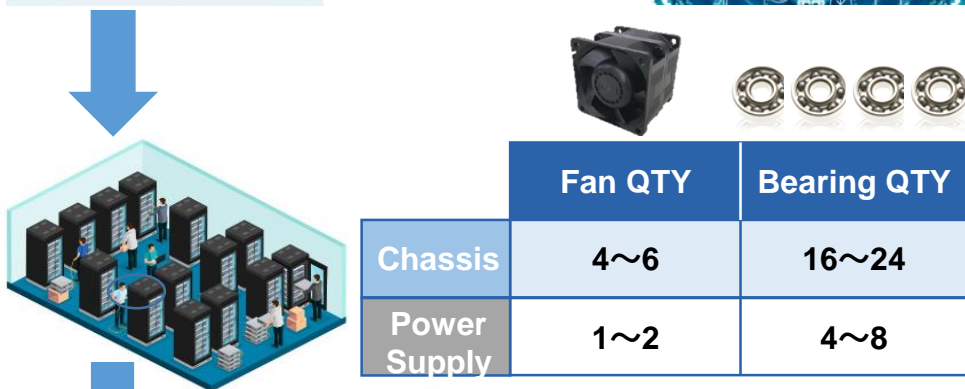 Fan QTY Bearing QTY
Chassis 4～6 16～24
Power
Supply 1～2 4～8